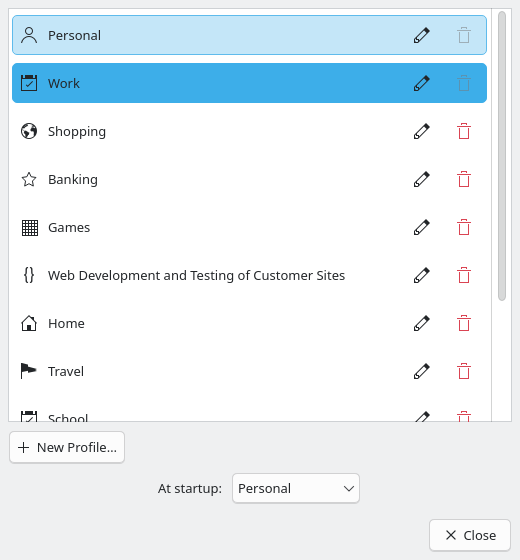 Personal
Work
Shopping
Banking
Games
Web Development and Testing of Customer Sites
Home
Travel
School
New Profile...
At startup: Personal
Close